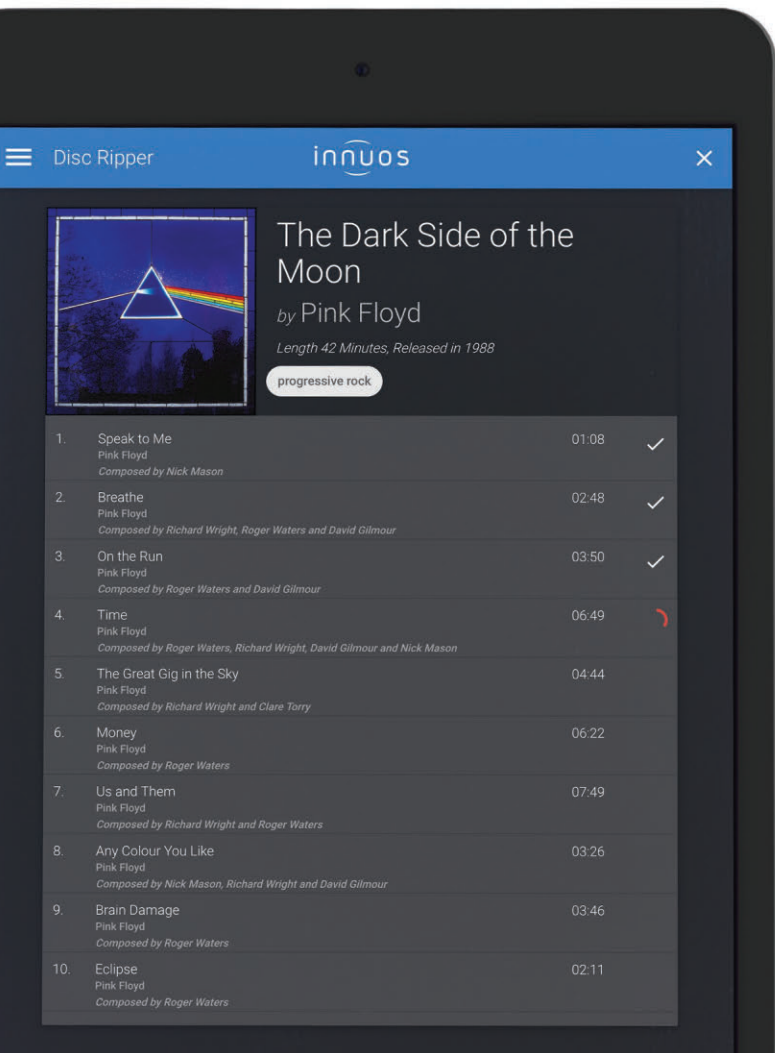 Disc Ripper
innuos
The Dark Side of the
Moon
by Pink Floyd
Length 42 Minutes, Released in 1988
progressive rock
1. Speak to Me 01:08
Pink Floyd
Composed by Nick Mason
2. Breathe 02:48
Pink Floyd
Composed by Richard Wright, Roger Waters and David Gilmour
3. On the Run 03:50
Pink Floyd
Composed by Roger Waters and David Gilmour
4. Time 06:49
Pink Floyd
Composed by Roger Waters, Richard Wright, David Gilmour and Nick Mason
5. The Great Gig in the Sky 04:44
Pink Floyd
Composed by Richard Wright and Clare Torry
6. Money 06:22
Pink Floyd
Composed by Roger Waters
7. Us and Them 07:49
Pink Floyd
Composed by Richard Wright and Roger Waters
8. Any Colour You Like 03:26
Pink Floyd
Composed by Nick Mason, Richard Wright and David Gilmour
9. Brain Damage 03:46
Pink Floyd
Composed by Roger Waters
10. Eclipse 02:11
Pink Floyd
Composed by Roger Waters